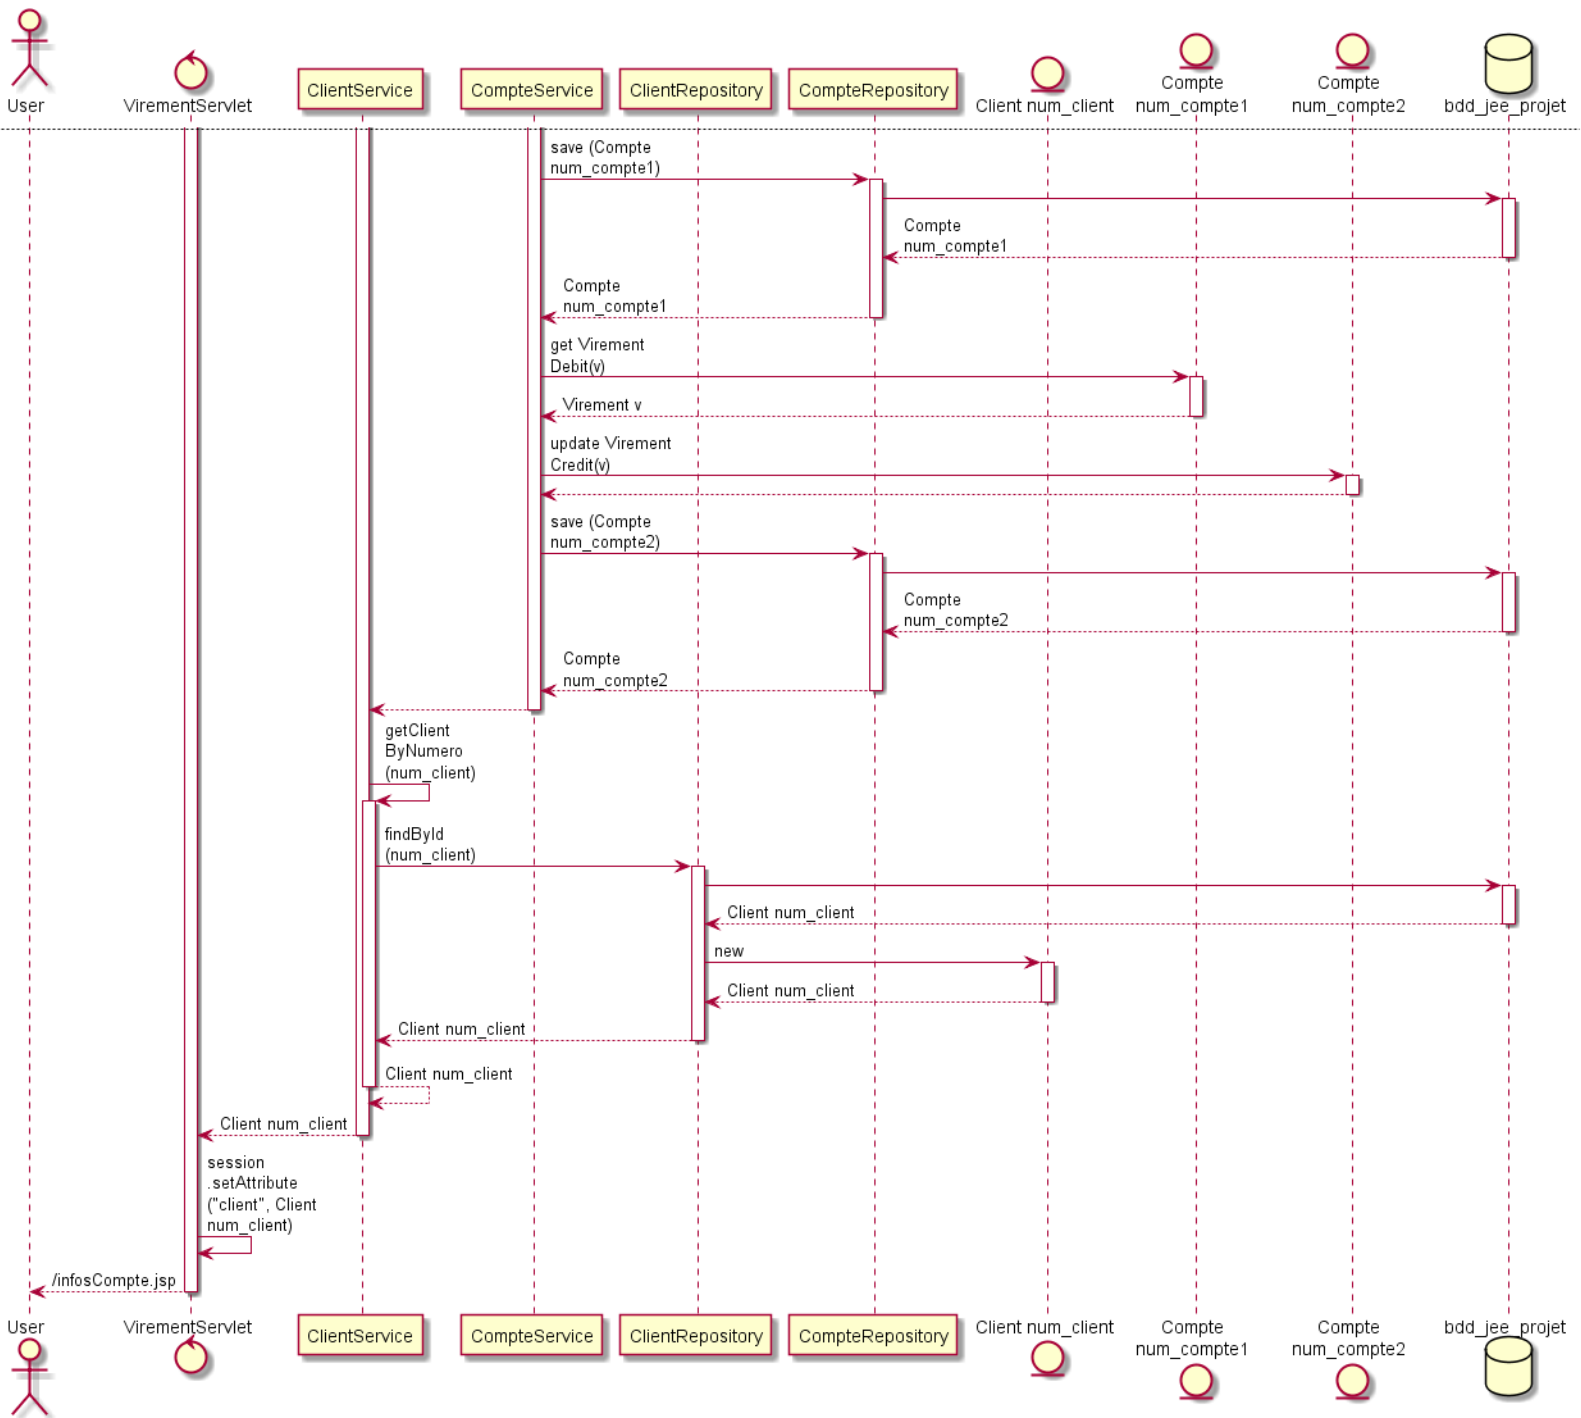 User
VirementServlet
ClientService
CompteService
ClientRepository
CompteRepository
Client num_client
Compte
num_compte1
Compte
num_compte2
bdd_jee_projet
save (Compte
num_compte1)
Compte
num_compte1
Compte
num_compte1
get Virement
Debit(v)
Virement v
update Virement
Credit(v)
save (Compte
num_compte2)
Compte
num_compte2
Compte
num_compte2
getClient
ByNumero
(num_client)
findById
(num_client)
Client num_client
new
Client num_client
Client num_client
Client num_client
Client num_client
session
.setAttribute
("client", Client
num_client)
/infosCompte.jsp
User
VirementServlet
ClientService
CompteService
ClientRepository
CompteRepository
Client num_client
Compte
num_compte1
Compte
num_compte2
bdd_jee_projet